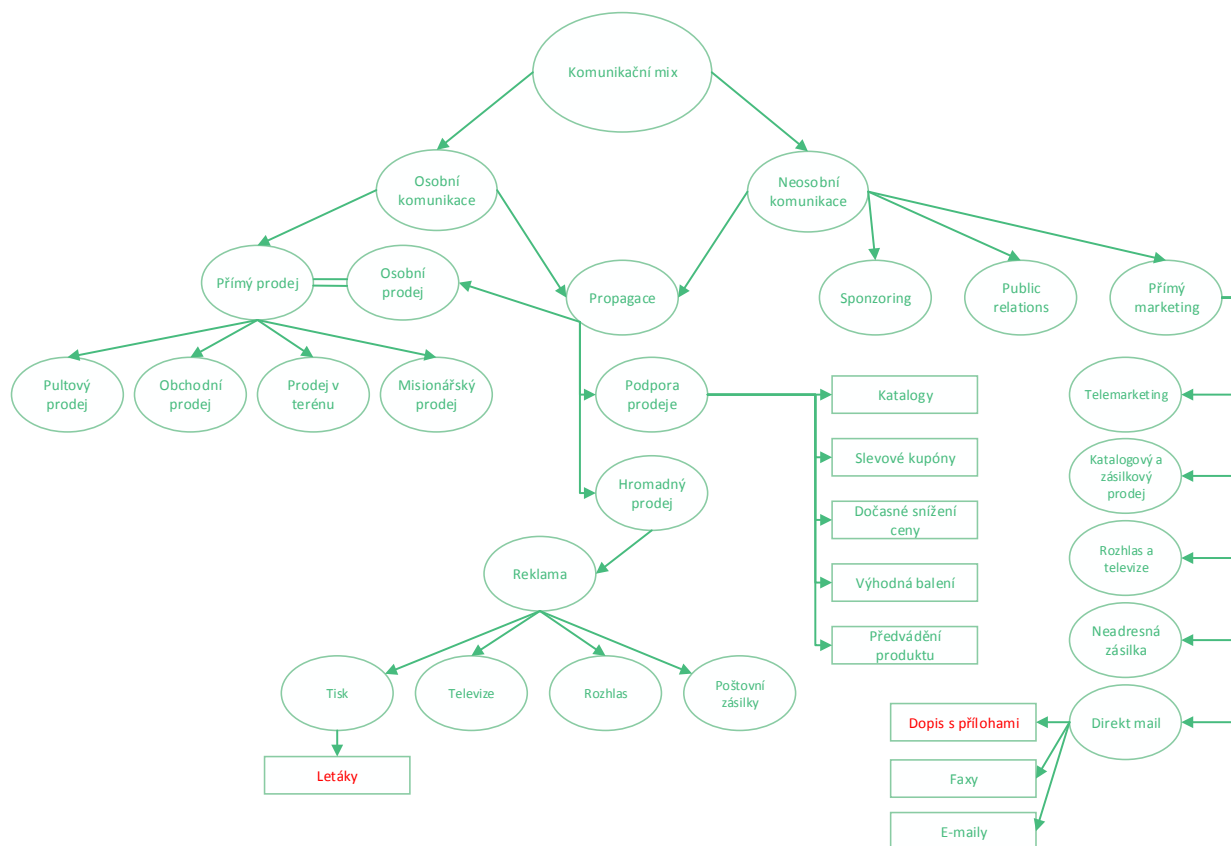 Komunikační mix
Osobní
komunikace
Neosobní
komunikace
Přímý prodej
Osobní
prodej
Propagace
Sponzoring
Public
relations
Přímý
marketing
Pultový
prodej
Obchodní
prodej
Prodej v
terénu
Misionářský
prodej
Podpora
prodeje
Katalogy
Telemarketing
Slevové kupóny
Katalogový a
zásilkový
prodej
Hromadný
prodej
Dočasné snížení
ceny
Rozhlas a
televize
Reklama
Výhodná balení
Předvádění
produktu
Neadresná
zásilka
Tisk
Televize
Rozhlas
Poštovní
zásilky
Dopis s přílohami
Direkt mail
Letáky
Faxy
E-maily